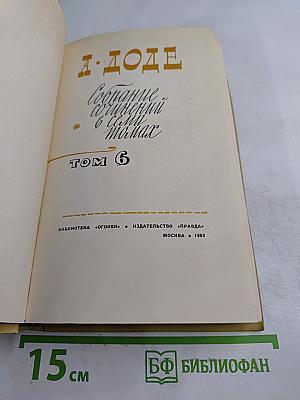 А·ДОДЕ
Собрание
сочинений
в семи
томах
ТОМ 6
БИБЛИОТЕКА «ОГОНЕК» • ИЗДАТЕЛЬСТВО «ПРАВДА»
МОСКВА • 1965
15 СМ
БФ БИБЛИОФАН